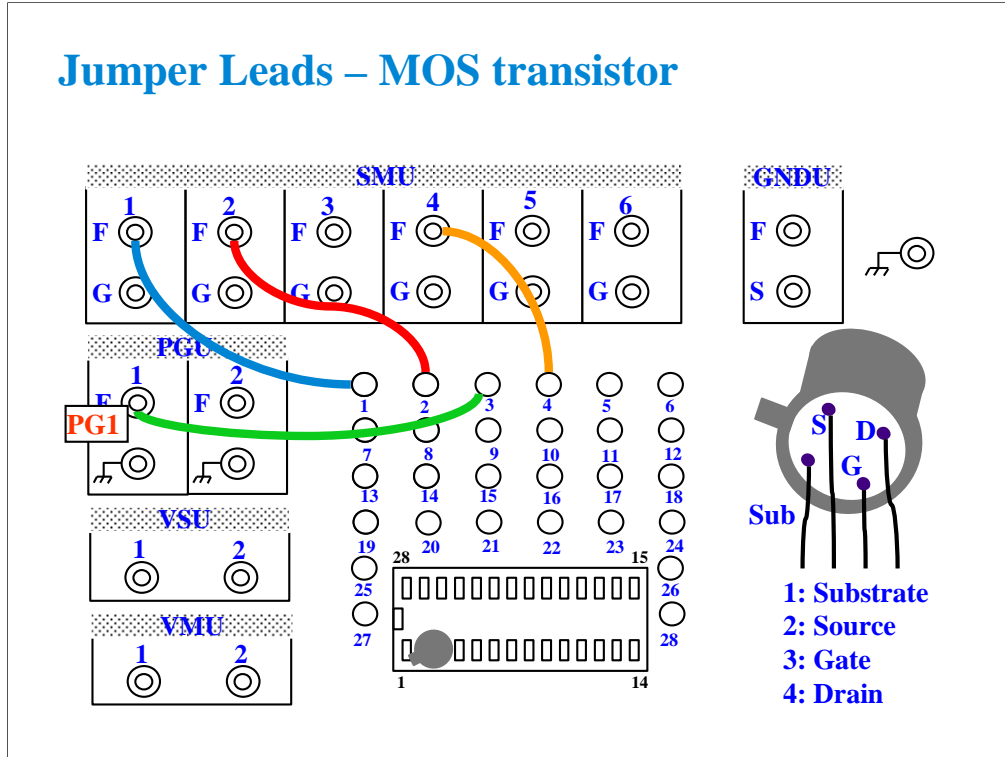 Jumper Leads – MOS transistor
SMU
GNDU
1 2 3 4 5 6
F F F F F F F
G G G G G G S
PGU
1 2
F F
PG1
1 2 3 4 5 6
7 8 9 10 11 12
13 14 15 16 17 18
19 20 21 22 23 24
VSU
1 2
28 15
25 26
27 28
1 14
VMU
1 2
S D
G
Sub
1: Substrate
2: Source
3: Gate
4: Drain